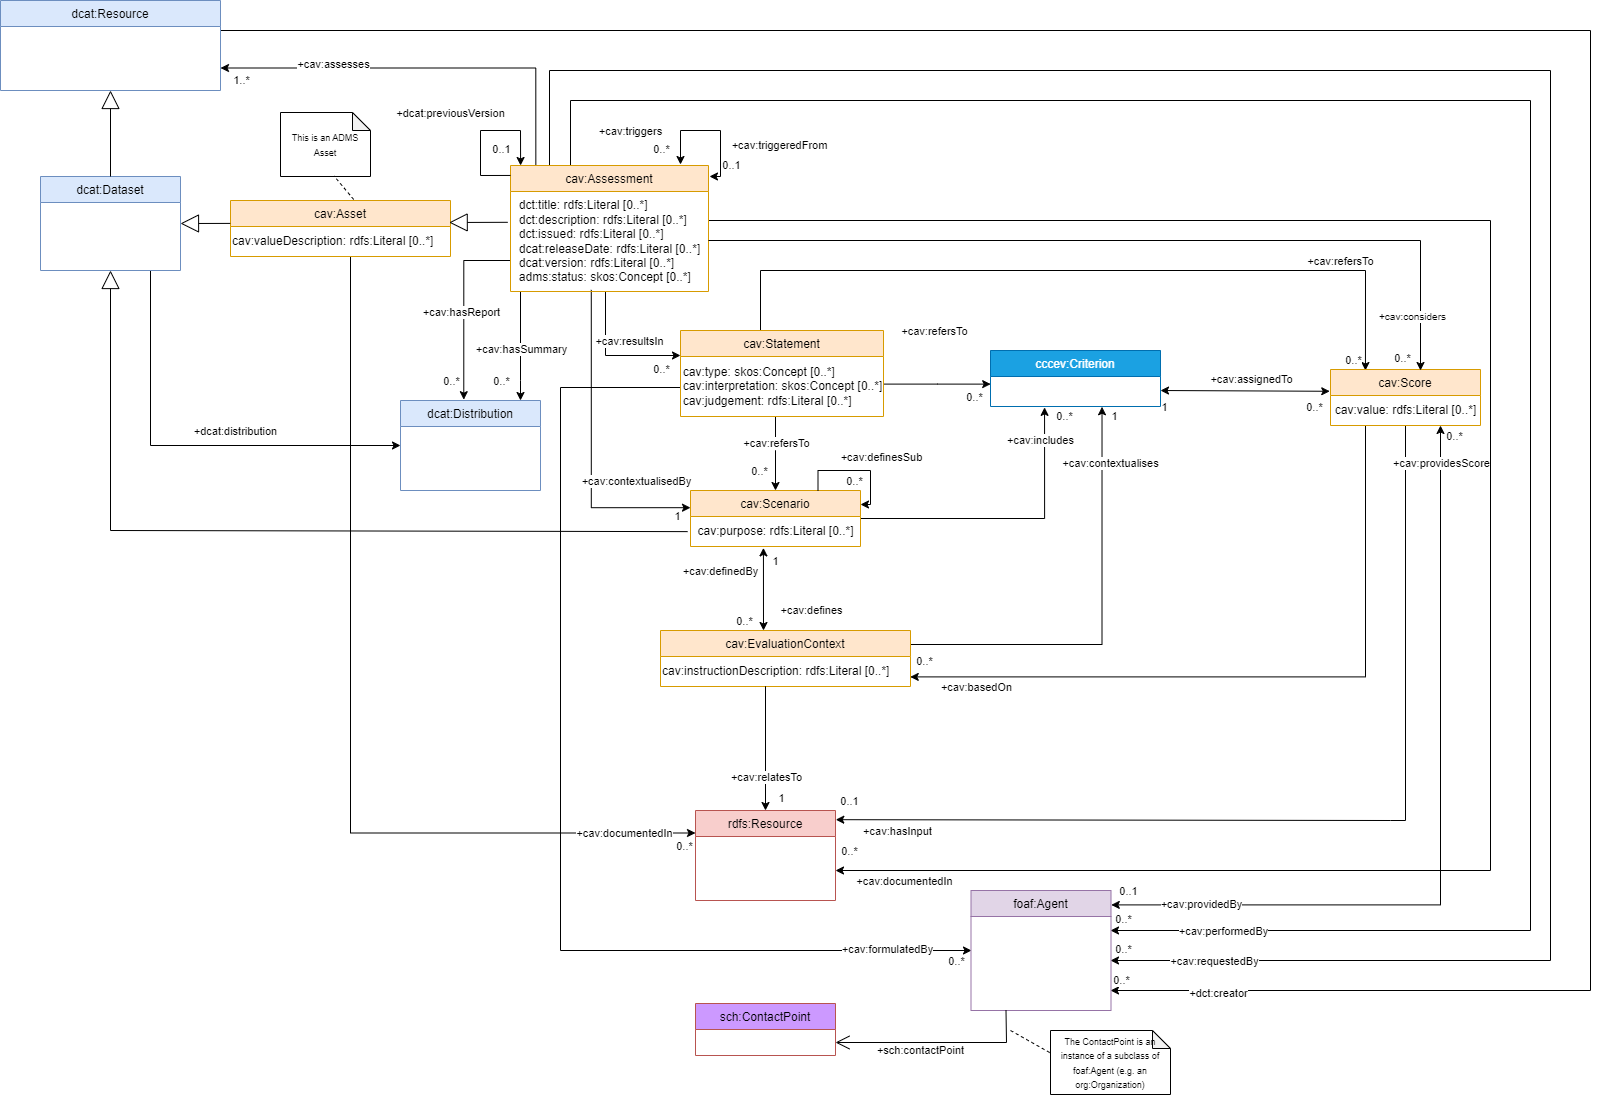 dcat:Resource
+cav:assesses
1..*
+dcat:previousVersion
0..1
+cav:triggers
0..*
+cav:triggeredFrom
0..1
This is an ADMS
Asset
dcat:Dataset
cav:Asset
cav:valueDescription: rdfs:Literal [0..*]
cav:Assessment
dct:title: rdfs:Literal [0..*]
dct:description: rdfs:Literal [0..*]
dct:issued: rdfs:Literal [0..*]
dcat:releaseDate: rdfs:Literal [0..*]
dcat:version: rdfs:Literal [0..*]
adms:status: skos:Concept [0..*]
+cav:refersTo
+cav:hasReport
+cav:considers
+cav:hasSummary
+cav:resultsIn
0..*
cav:Statement
cav:type: skos:Concept [0..*]
cav:interpretation: skos:Concept [0..*]
cav:judgement: rdfs:Literal [0..*]
+cav:refersTo
0..*
cccev:Criterion
+cav:assignedTo
1
0..*
0..*
0..*
cav:Score
cav:value: rdfs:Literal [0..*]
0..*
0..*
dcat:Distribution
+dcat:distribution
+cav:refersTo
0..*
+cav:includes
0..*
1
+cav:contextualises
0..*
+cav:providesScore
+cav:definesSub
0..*
+cav:contextualisedBy
1
cav:Scenario
cav:purpose: rdfs:Literal [0..*]
+cav:definedBy
1
+cav:defines
0..*
cav:EvaluationContext
cav:instructionDescription: rdfs:Literal [0..*]
0..*
+cav:basedOn
+cav:relatesTo
1
0..1
rdfs:Resource
+cav:hasInput
+cav:documentedIn
0..*
0..*
+cav:documentedIn
foaf:Agent
0..1
+cav:providedBy
0..*
+cav:performedBy
0..*
+cav:requestedBy
0..*
+dct:creator
+cav:formulatedBy
0..*
sch:ContactPoint
+sch:contactPoint
The ContactPoint is an
instance of a subclass of
foaf:Agent (e.g. an
org:Organization)